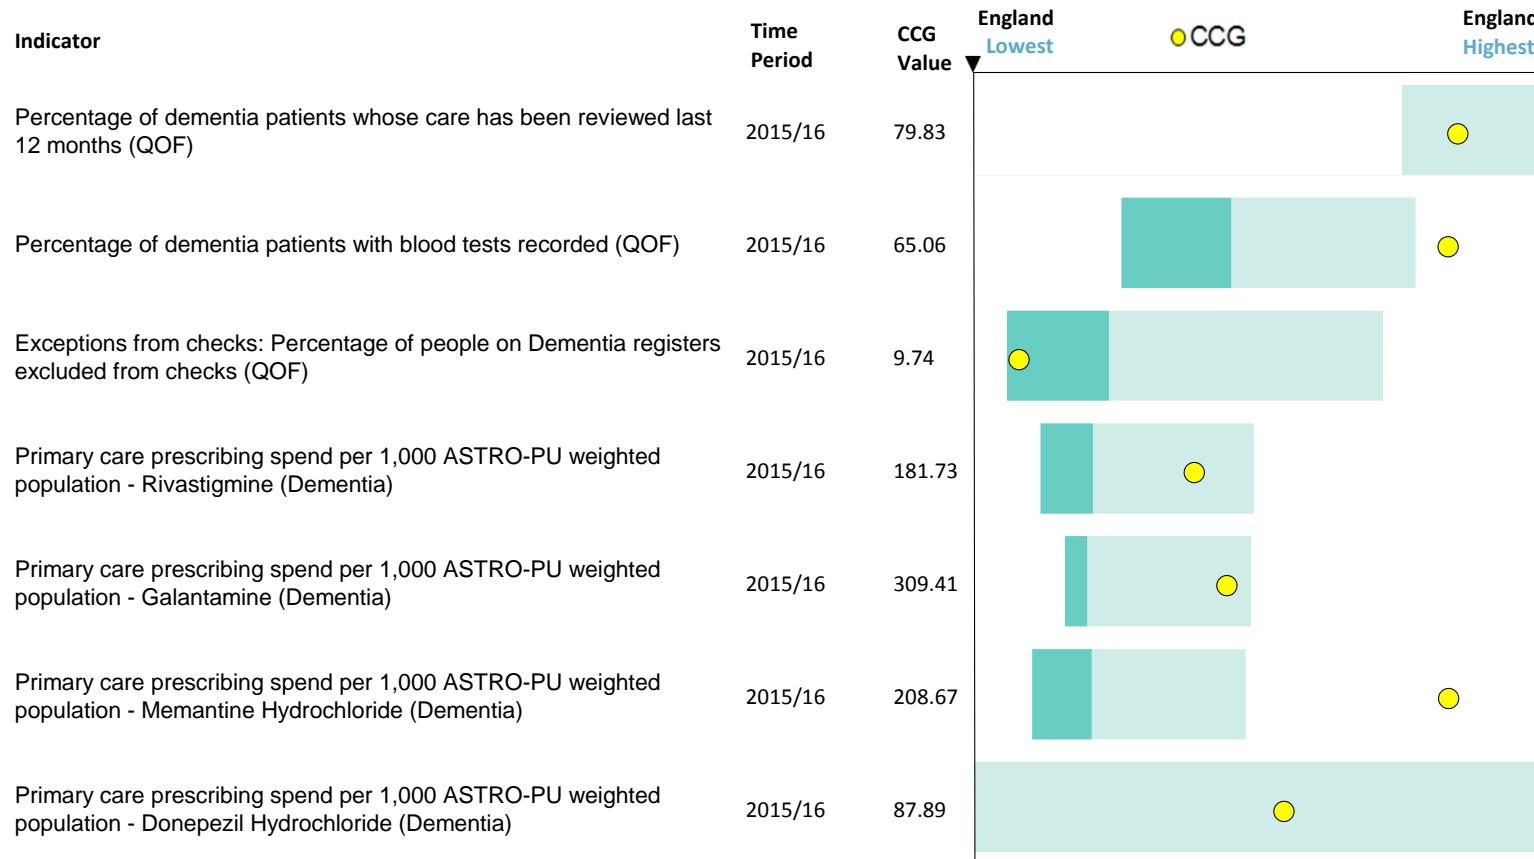 Indicator
Time
Period
CCG
Value
England
Lowest
CCG
England
Highest
Percentage of dementia patients whose care has been reviewed last
12 months (QOF)
2015/16
79.83
Percentage of dementia patients with blood tests recorded (QOF)
2015/16
65.06
Exceptions from checks: Percentage of people on Dementia registers
excluded from checks (QOF)
2015/16
9.74
Primary care prescribing spend per 1,000 ASTRO-PU weighted
population - Rivastigmine (Dementia)
2015/16
181.73
Primary care prescribing spend per 1,000 ASTRO-PU weighted
population - Galantamine (Dementia)
2015/16
309.41
Primary care prescribing spend per 1,000 ASTRO-PU weighted
population - Memantine Hydrochloride (Dementia)
2015/16
208.67
Primary care prescribing spend per 1,000 ASTRO-PU weighted
population - Donepezil Hydrochloride (Dementia)
2015/16
87.89